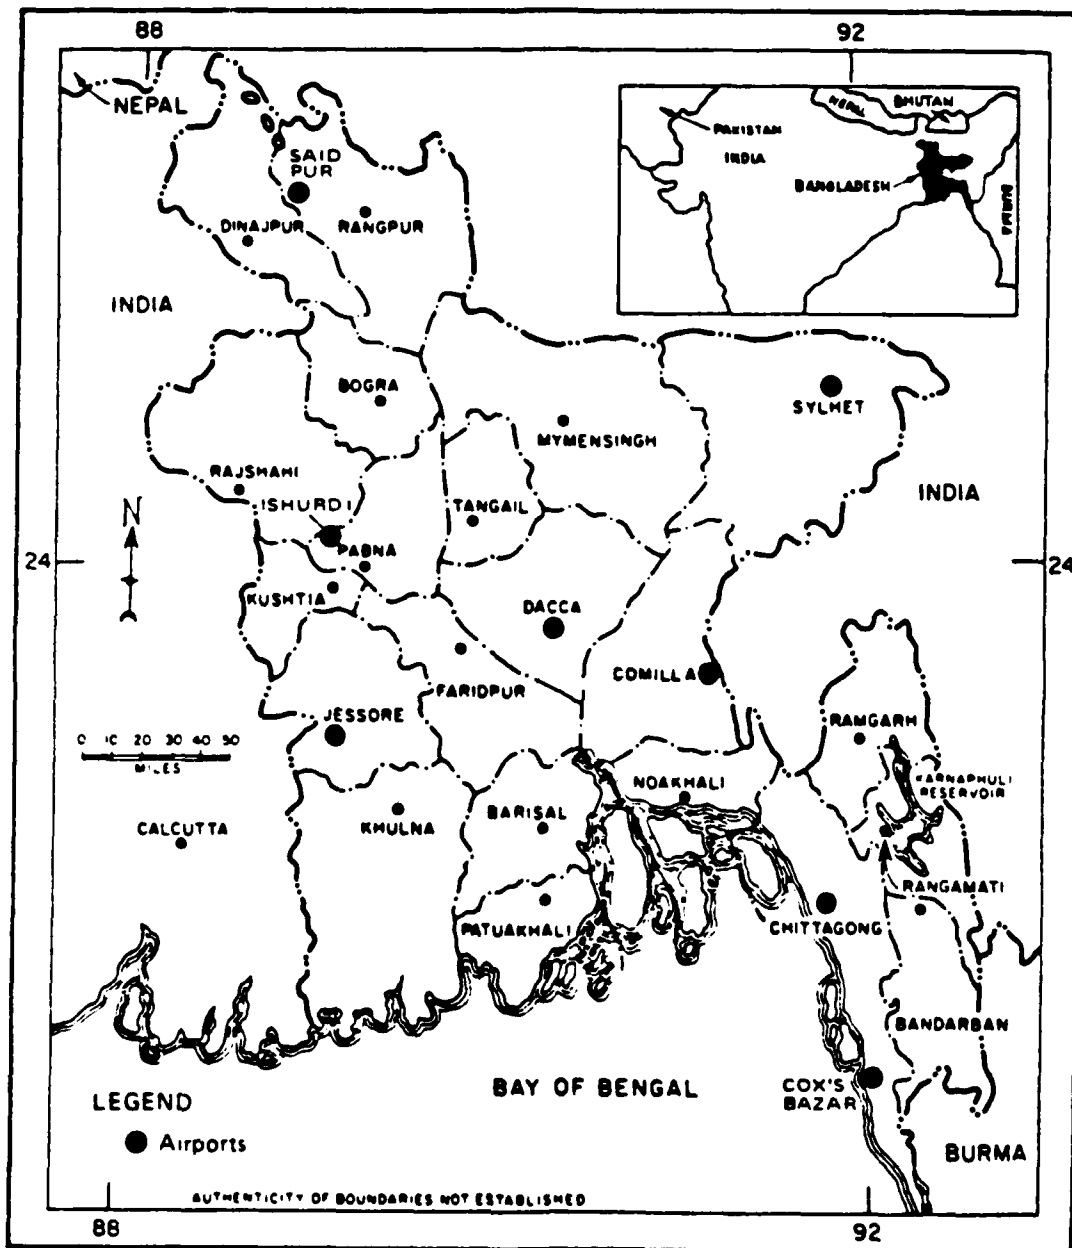 88
92
NEPAL
NEPAL
BHUTAN
PAKISTAN
INDIA
BANGLADESH
BURMA
SAID
PUR
DINAJPUR
RANGPUR
INDIA
BOGRA
SYLHET
MYMENSINGH
RAJSHAHI
INDIA
ISHURDI
TANGAIL
N
PABNA
24
24
KUSHTIA
DACCA
COMILLA
FARIDPUR
JESSORE
RAMGARH
0 10 20 30 40 50
MILES
NOAKHALI
KARNAPHULI
RESERVOIR
CALCUTTA
KHULNA
BARISAL
RANGAMATI
PATUAKHALI
CHITTAGONG
BANDARBAN
BAY OF BENGAL
COX'S
BAZAR
LEGEND
Airports
BURMA
AUTHENTICITY OF BOUNDARIES NOT ESTABLISHED
88
92